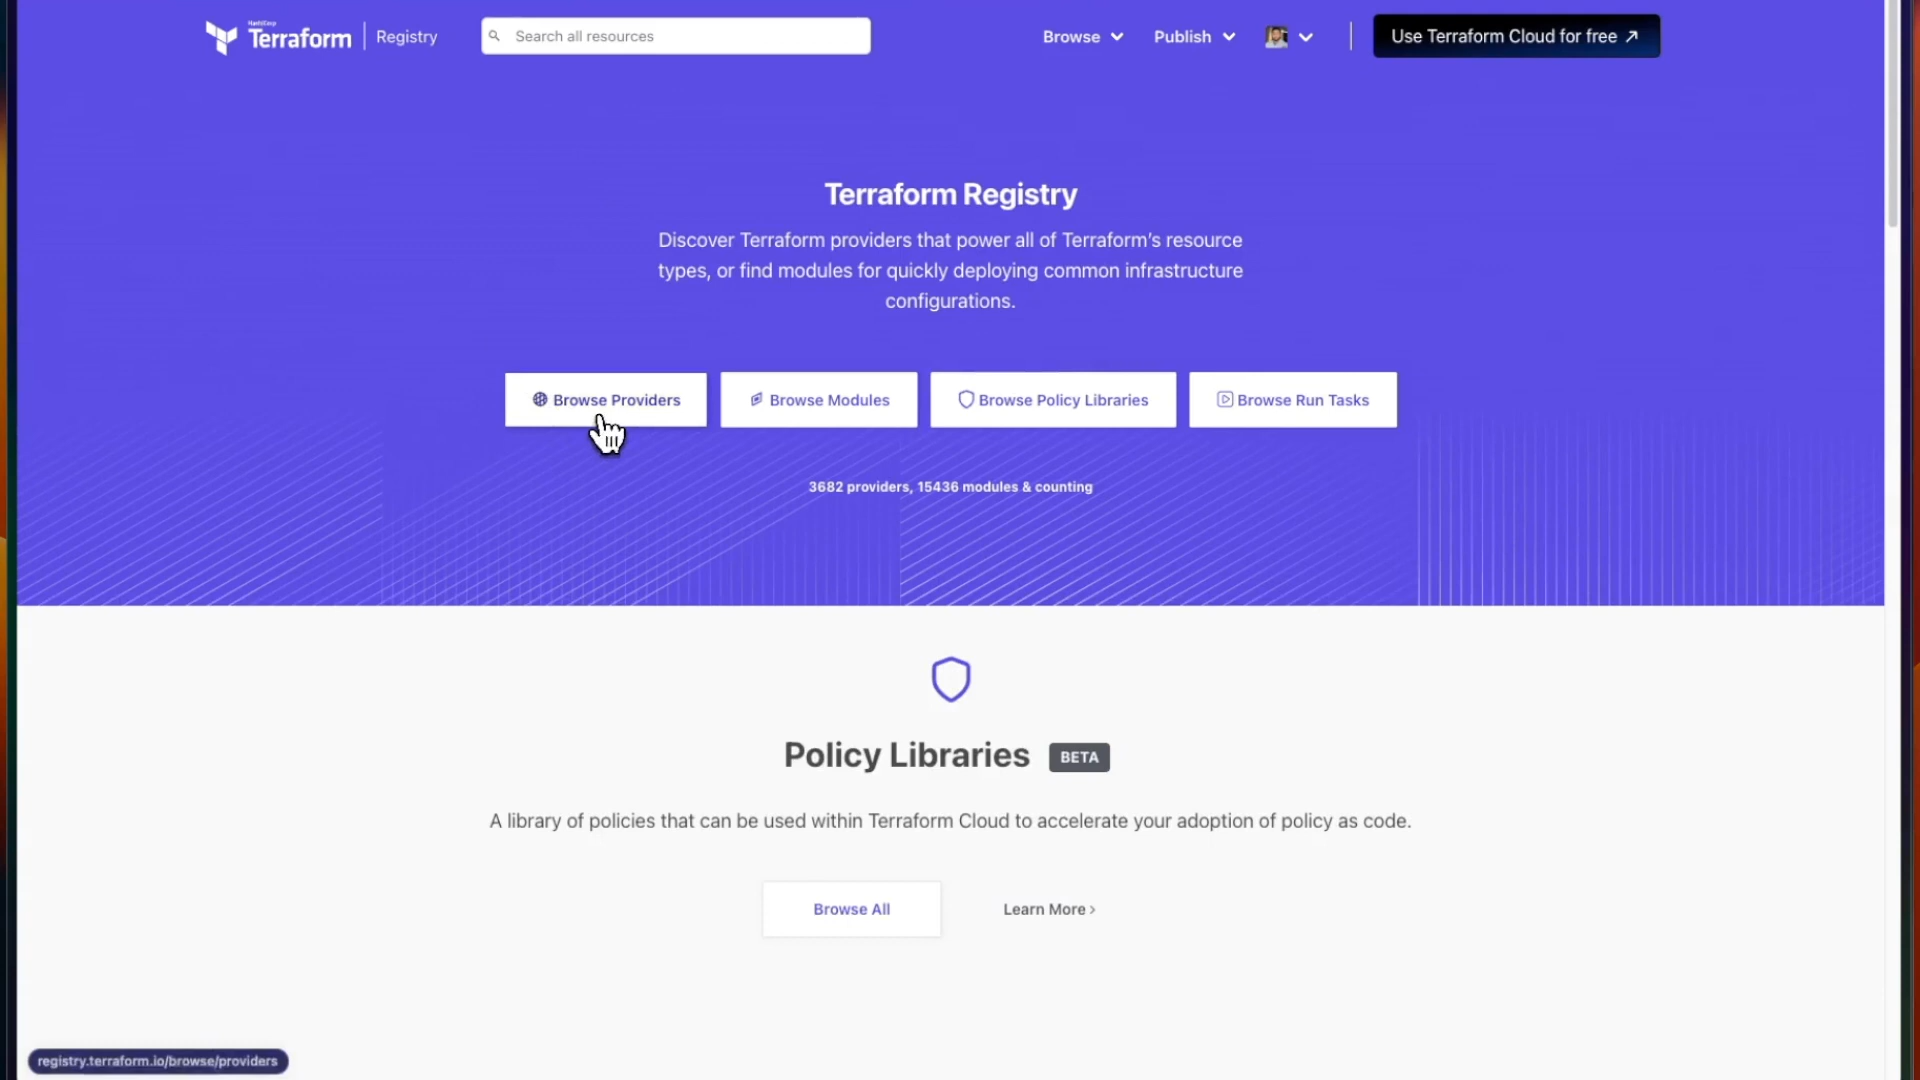 HashiCorp
Terraform
Registry
Search all resources
Browse
Publish
Use Terraform Cloud for free
Terraform Registry
Discover Terraform providers that power all of Terraform's resource
types, or find modules for quickly deploying common infrastructure
configurations.
Browse Providers
Browse Modules
Browse Policy Libraries
Browse Run Tasks
3682 providers, 15436 modules & counting
Policy Libraries
BETA
A library of policies that can be used within Terraform Cloud to accelerate your adoption of policy as code.
Browse All
Learn More
registry.terraform.io/browse/providers